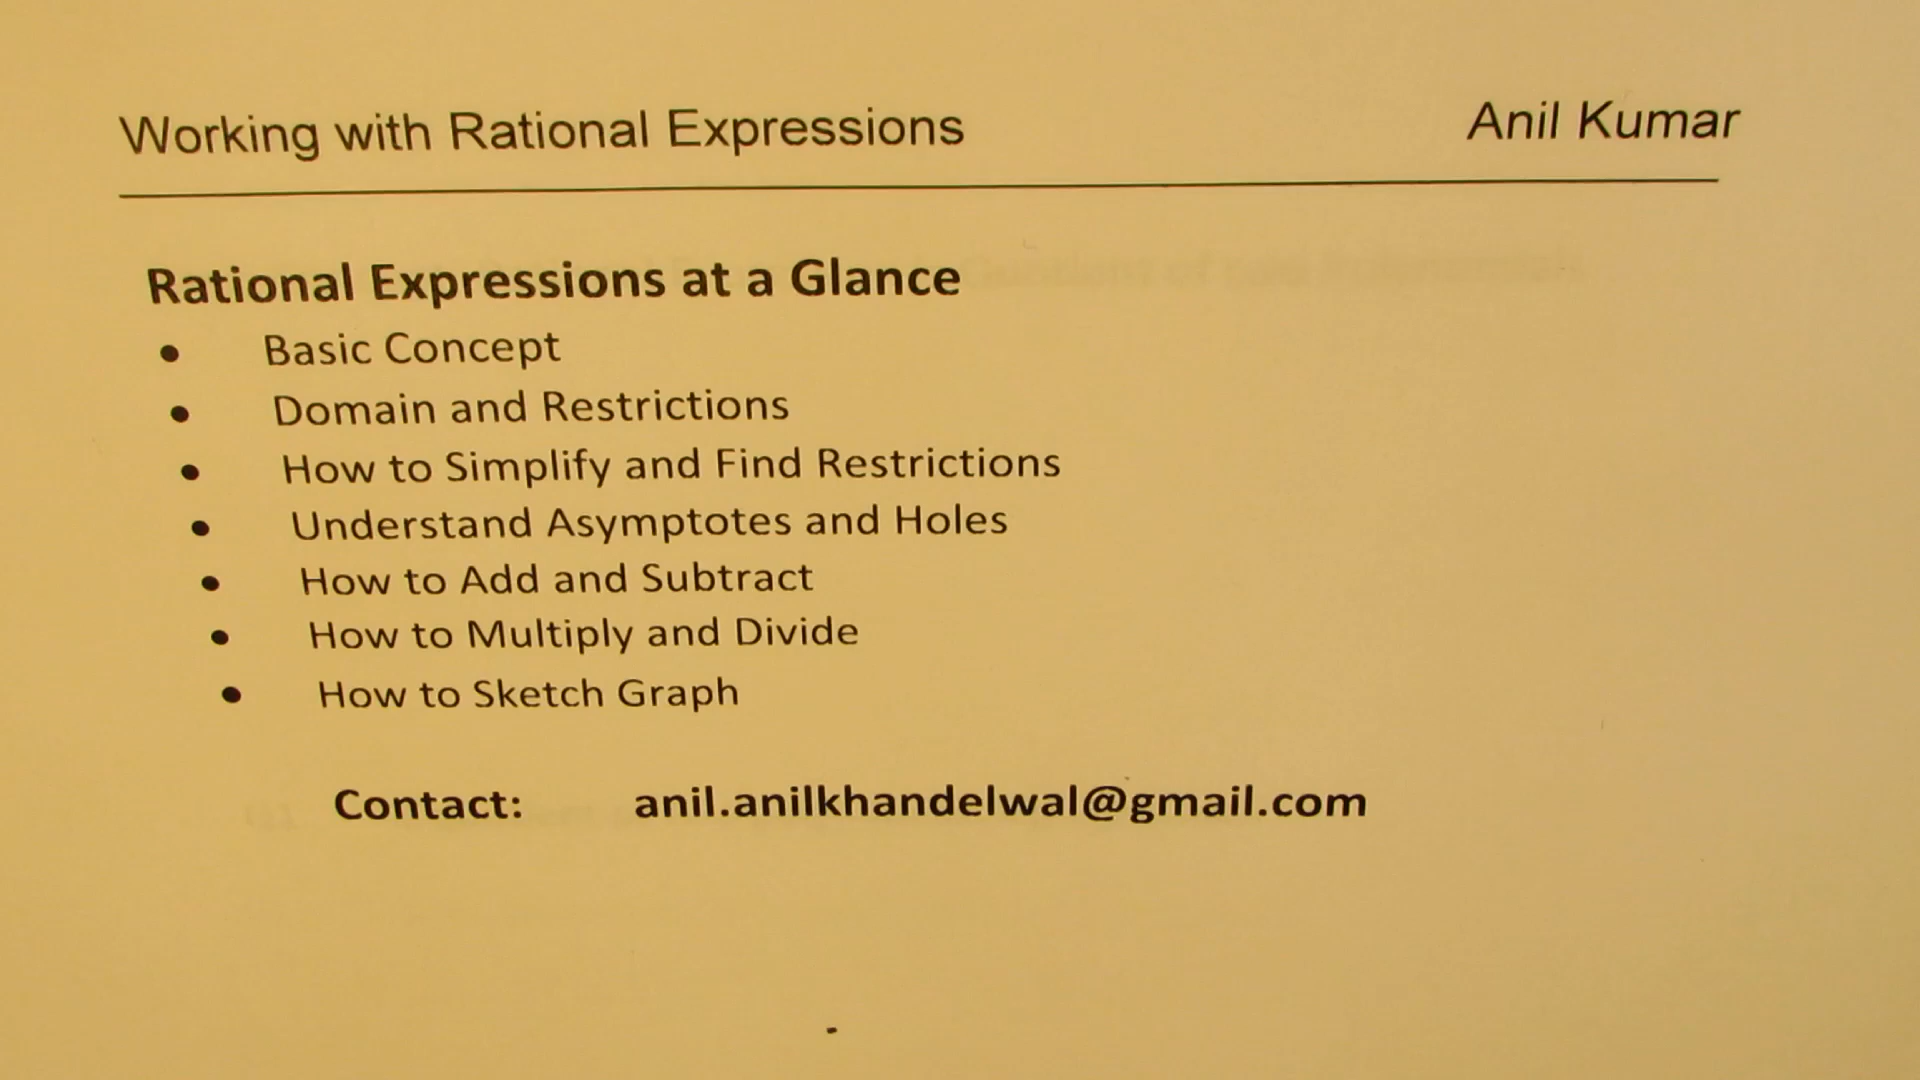 Working with Rational Expressions Anil Kumar
Rational Expressions at a Glance
• Basic Concept
• Domain and Restrictions
• How to Simplify and Find Restrictions
• Understand Asymptotes and Holes
• How to Add and Subtract
• How to Multiply and Divide
• How to Sketch Graph
Contact: anil.anilkhandelwal@gmail.com